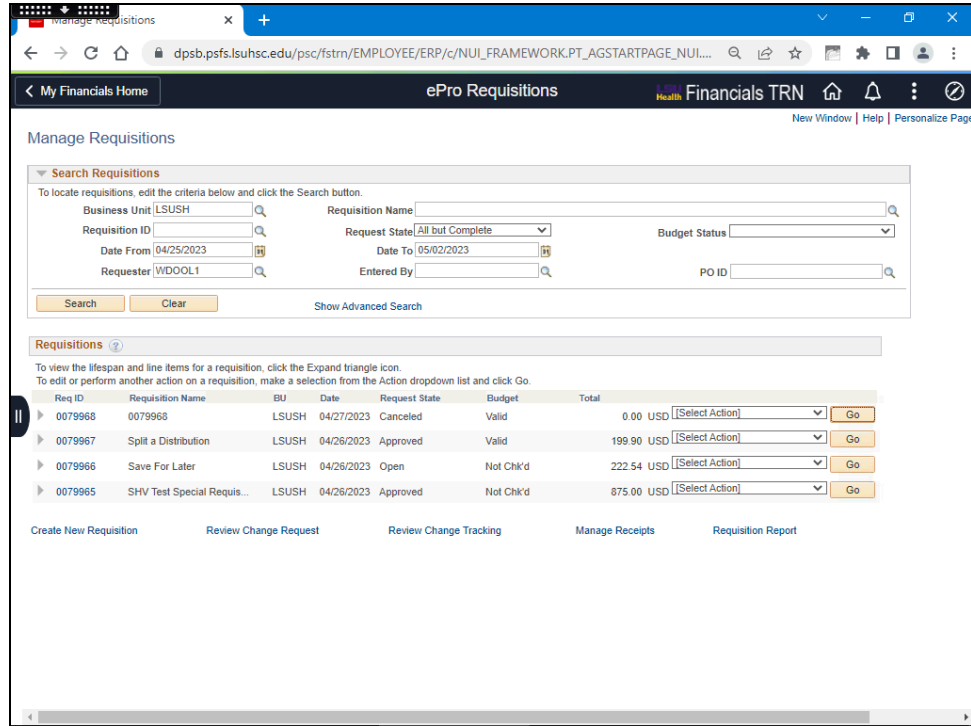 Manage Requisitions
dpsb.psfs.lsuhsc.edu/psc/fstrn/EMPLOYEE/ERP/c/NUI_FRAMEWORK.PT_AGSTARTPAGE_NUI....
My Financials Home ePro Requisitions LSU Health Financials TRN
New Window | Help | Personalize Page
Manage Requisitions
Search Requisitions
To locate requisitions, edit the criteria below and click the Search button.
Business Unit LSUSH Requisition Name
Requisition ID Request State All but Complete Budget Status
Date From 04/25/2023 Date To 05/02/2023
Requester WDOOL1 Entered By PO ID
Search Clear Show Advanced Search
Requisitions ?
To view the lifespan and line items for a requisition, click the Expand triangle icon.
To edit or perform another action on a requisition, make a selection from the Action dropdown list and click Go.
Req ID Requisition Name BU Date Request State Budget Total
0079968 0079968 LSUSH 04/27/2023 Canceled Valid 0.00 USD [Select Action] Go
0079967 Split a Distribution LSUSH 04/26/2023 Approved Valid 199.90 USD [Select Action] Go
0079966 Save For Later LSUSH 04/26/2023 Open Not Chk'd 222.54 USD [Select Action] Go
0079965 SHV Test Special Requis... LSUSH 04/26/2023 Approved Not Chk'd 875.00 USD [Select Action] Go
Create New Requisition Review Change Request Review Change Tracking Manage Receipts Requisition Report